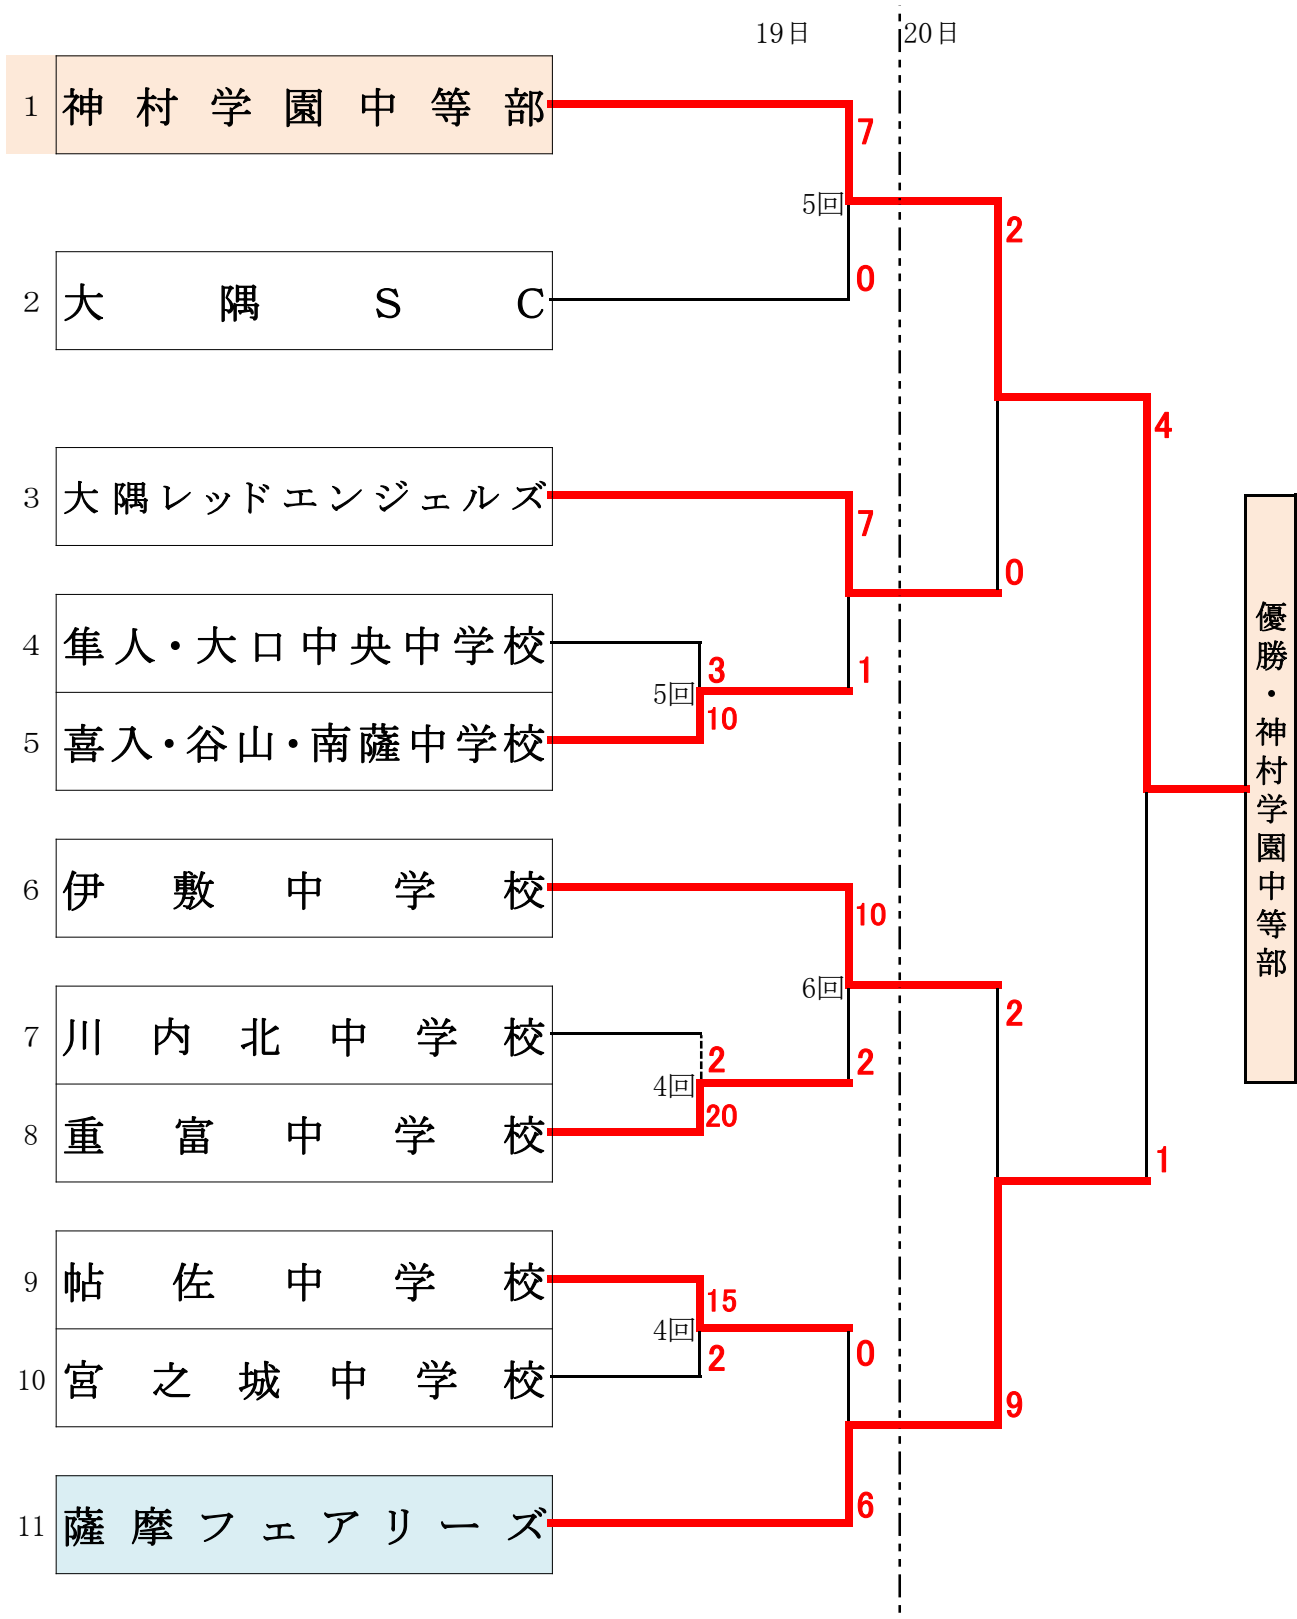 19日 20日
1 神村学園中等部
7
5回
2
0
2 大隅SC
4
3 大隅レッドエンジェルズ
7
0
4 隼人・大口中央中学校
3
1
5回
10
5 喜入・谷山・南薩中学校
優勝・神村学園中等部
6 伊敷中学校
10
6回
2
7 川内北中学校
2
2
4回
20
8 重富中学校
1
9 帖佐中学校
15
4回
0
2
10 宮之城中学校
9
6
11 薩摩フェアリーズ